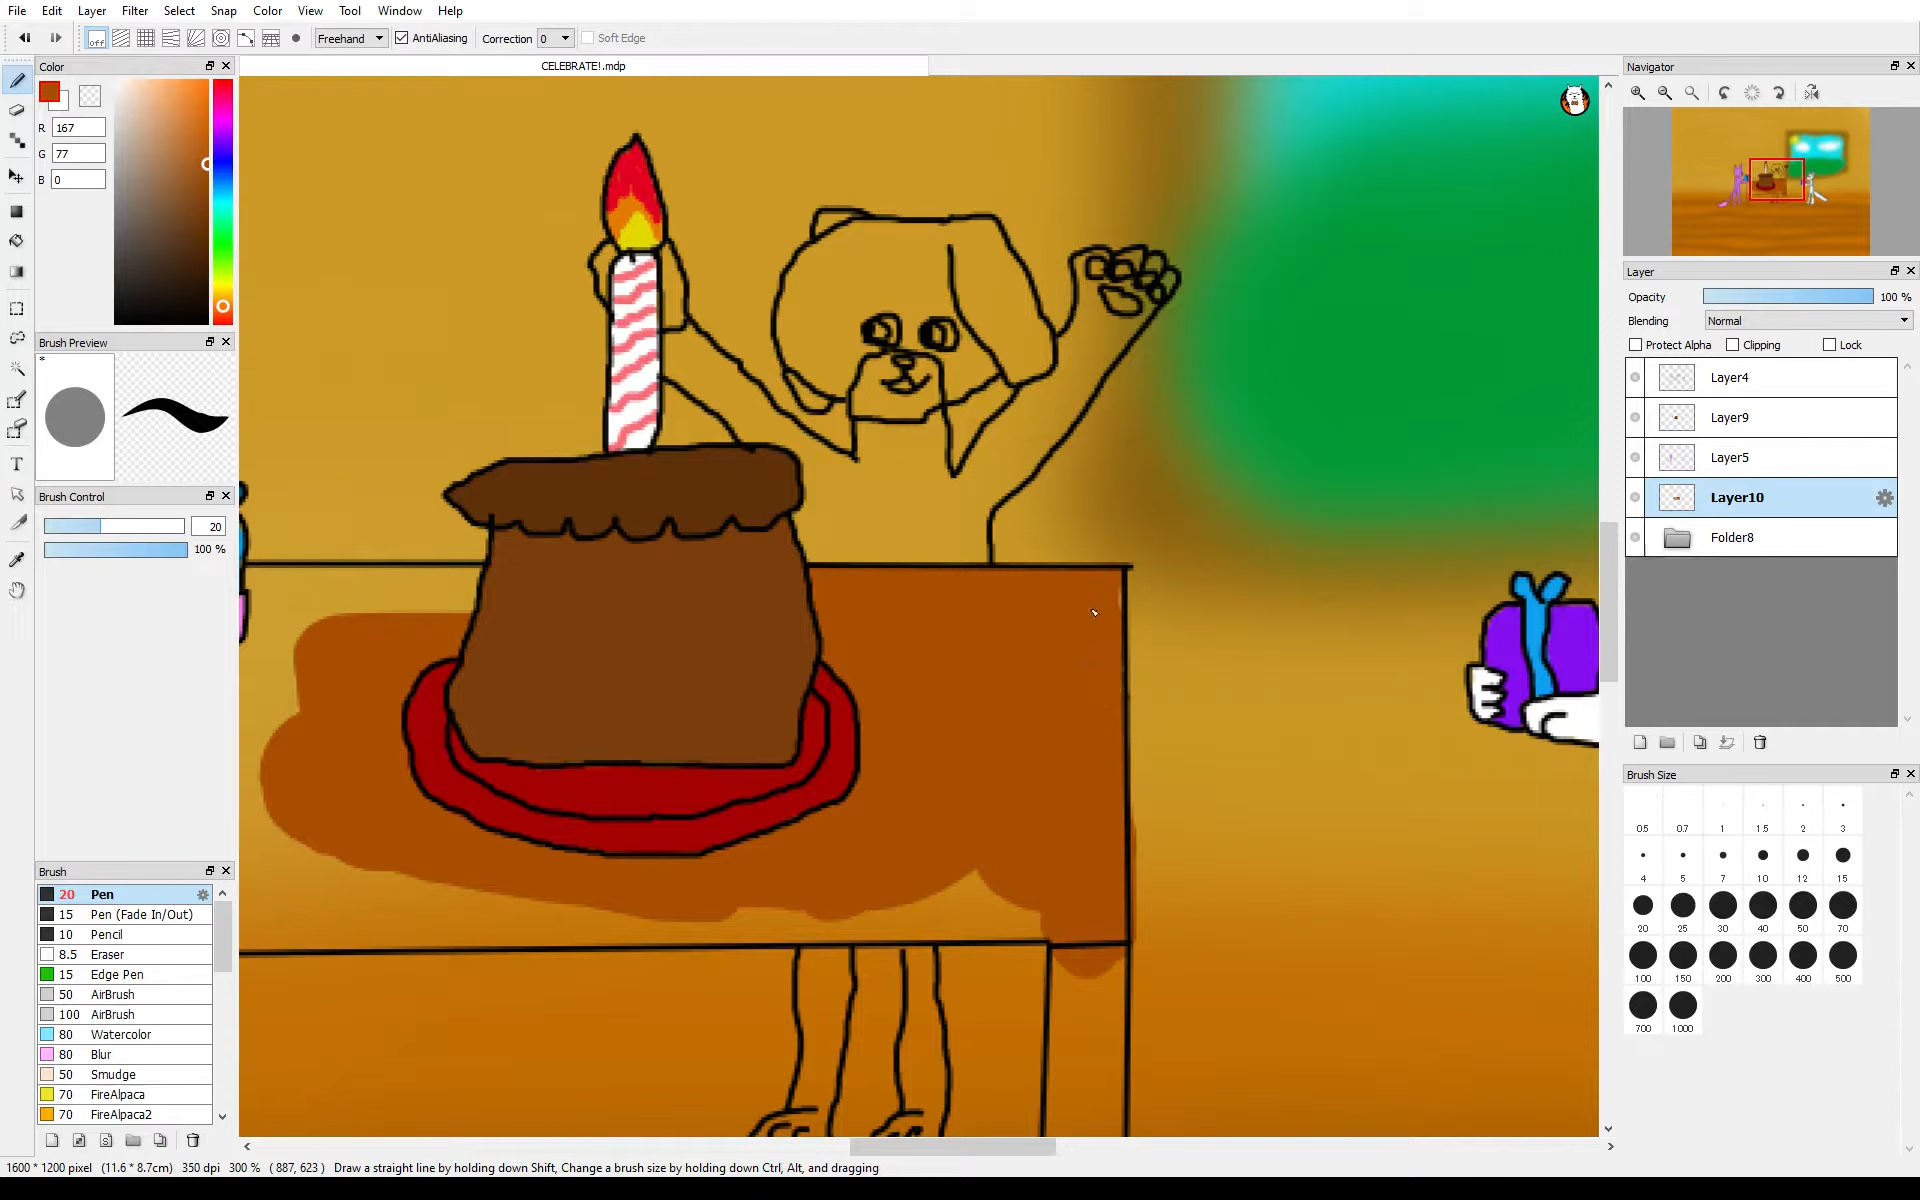 File Edit Layer Filter Select Snap Color View Tool Window Help
off Freehand AntiAliasing Correction 0 Soft Edge
CELEBRATE!.mdp
Color
R 167
G 77
B 0
Brush Preview
*
Brush Control
20
100 %
Brush
20 Pen
15 Pen (Fade In/Out)
10 Pencil
8.5 Eraser
15 Edge Pen
50 AirBrush
100 AirBrush
80 Watercolor
80 Blur
50 Smudge
70 FireAlpaca
70 FireAlpaca2
Navigator
Layer
Opacity 100 %
Blending Normal
Protect Alpha Clipping Lock
Layer4
Layer9
Layer5
Layer10
Folder8
Brush Size
0.5 0.7 1 1.5 2 3
4 5 7 10 12 15
20 25 30 40 50 70
100 150 200 300 400 500
700 1000
1600 * 1200 pixel (11.6 * 8.7cm) 350 dpi 300 % ( 887, 623 ) Draw a straight line by holding down Shift, Change a brush size by holding down Ctrl, Alt, and dragging